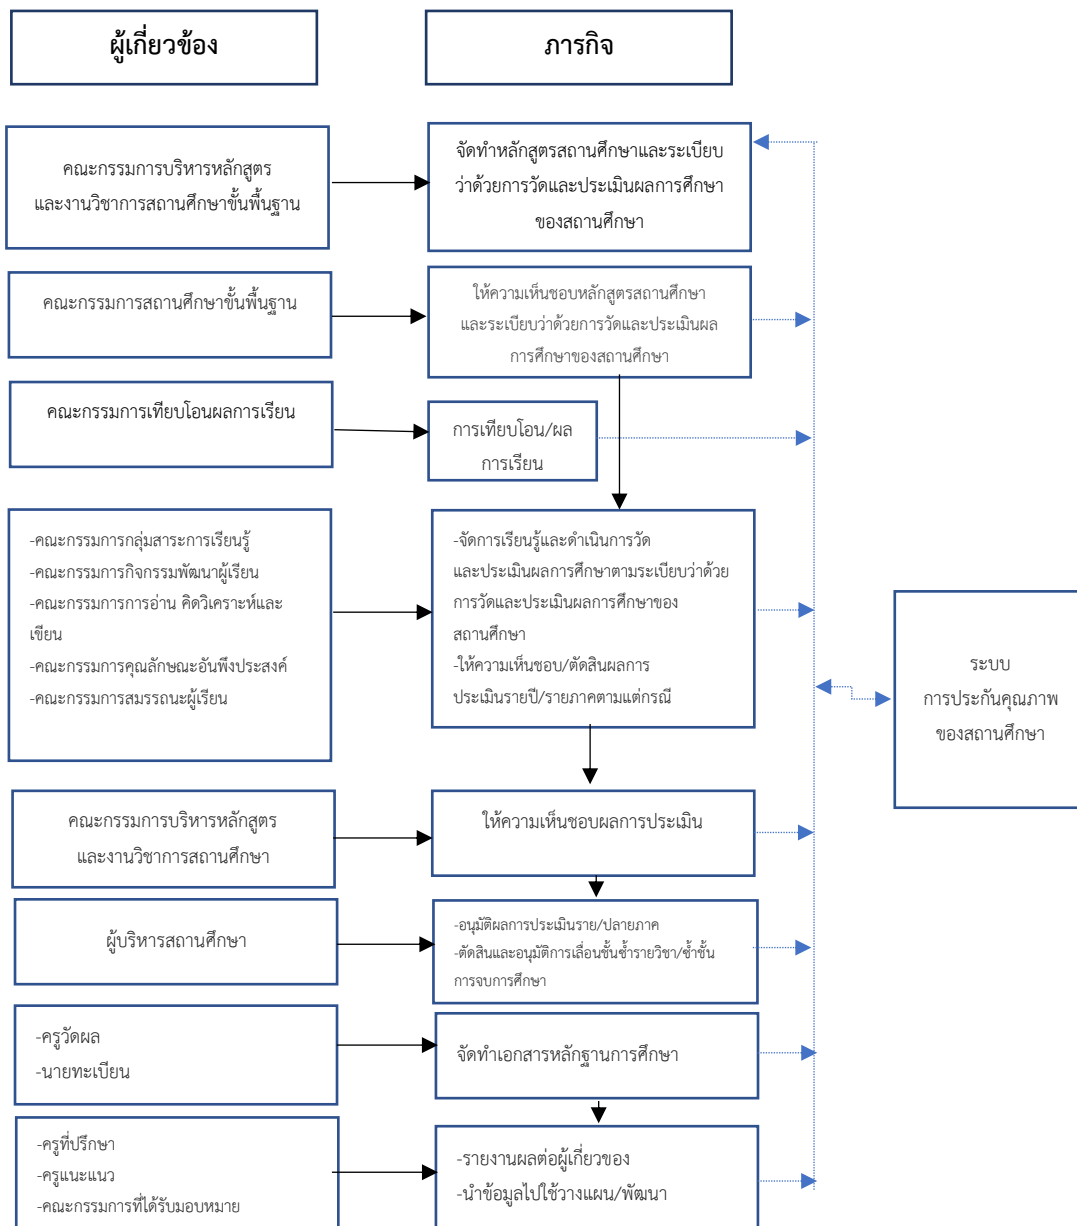 ผู้เกี่ยวข้อง
ภารกิจ
คณะกรรมการบริหารหลักสูตร
และงานวิชาการสถานศึกษาขั้นพื้นฐาน
จัดทำหลักสูตรสถานศึกษาและระเบียบ
ว่าด้วยการวัดและประเมินผลการศึกษา
ของสถานศึกษา
คณะกรรมการสถานศึกษาขั้นพื้นฐาน
ให้ความเห็นชอบหลักสูตรสถานศึกษา
และระเบียบว่าด้วยการวัดและประเมินผล
การศึกษาของสถานศึกษา
คณะกรรมการเทียบโอนผลการเรียน
การเทียบโอน/ผล
การเรียน
-คณะกรรมการกลุ่มสาระการเรียนรู้
-คณะกรรมการกิจกรรมพัฒนาผู้เรียน
-คณะกรรมการการอ่าน คิดวิเคราะห์และ
เขียน
-คณะกรรมการคุณลักษณะอันพึงประสงค์
-คณะกรรมการสมรรถนะผู้เรียน
-จัดการเรียนรู้และดำเนินการวัด
และประเมินผลการศึกษาตามระเบียบว่าด้วย
การวัดและประเมินผลการศึกษาของ
สถานศึกษา
-ให้ความเห็นชอบ/ตัดสินผลการ
ประเมินรายปี/รายภาคตามแต่กรณี
ระบบ
การประกันคุณภาพ
ของสถานศึกษา
คณะกรรมการบริหารหลักสูตร
และงานวิชาการสถานศึกษา
ให้ความเห็นชอบผลการประเมิน
ผู้บริหารสถานศึกษา
-อนุมัติผลการประเมินราย/ปลายภาค
-ตัดสินและอนุมัติการเลื่อนชั้นซ้ำรายวิชา/ซ้ำชั้น
การจบการศึกษา
-ครูวัดผล
-นายทะเบียน
จัดทำเอกสารหลักฐานการศึกษา
-ครูที่ปรึกษา
-ครูแนะแนว
-คณะกรรมการที่ได้รับมอบหมาย
-รายงานผลต่อผู้เกี่ยวของ
-นำข้อมูลไปใช้วางแผน/พัฒนา